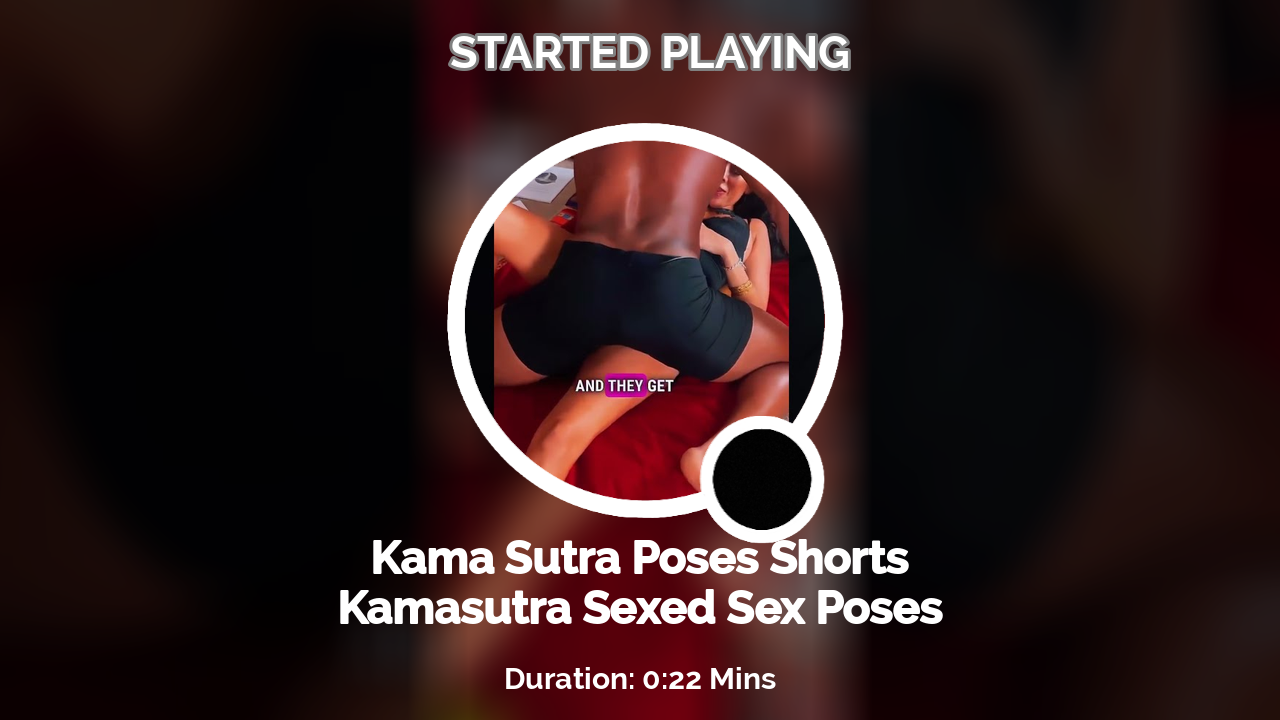 STARTED PLAYING
AND THEY GET
Kama Sutra Poses Shorts
Kamasutra Sexed Sex Poses
Duration: 0:22 Mins